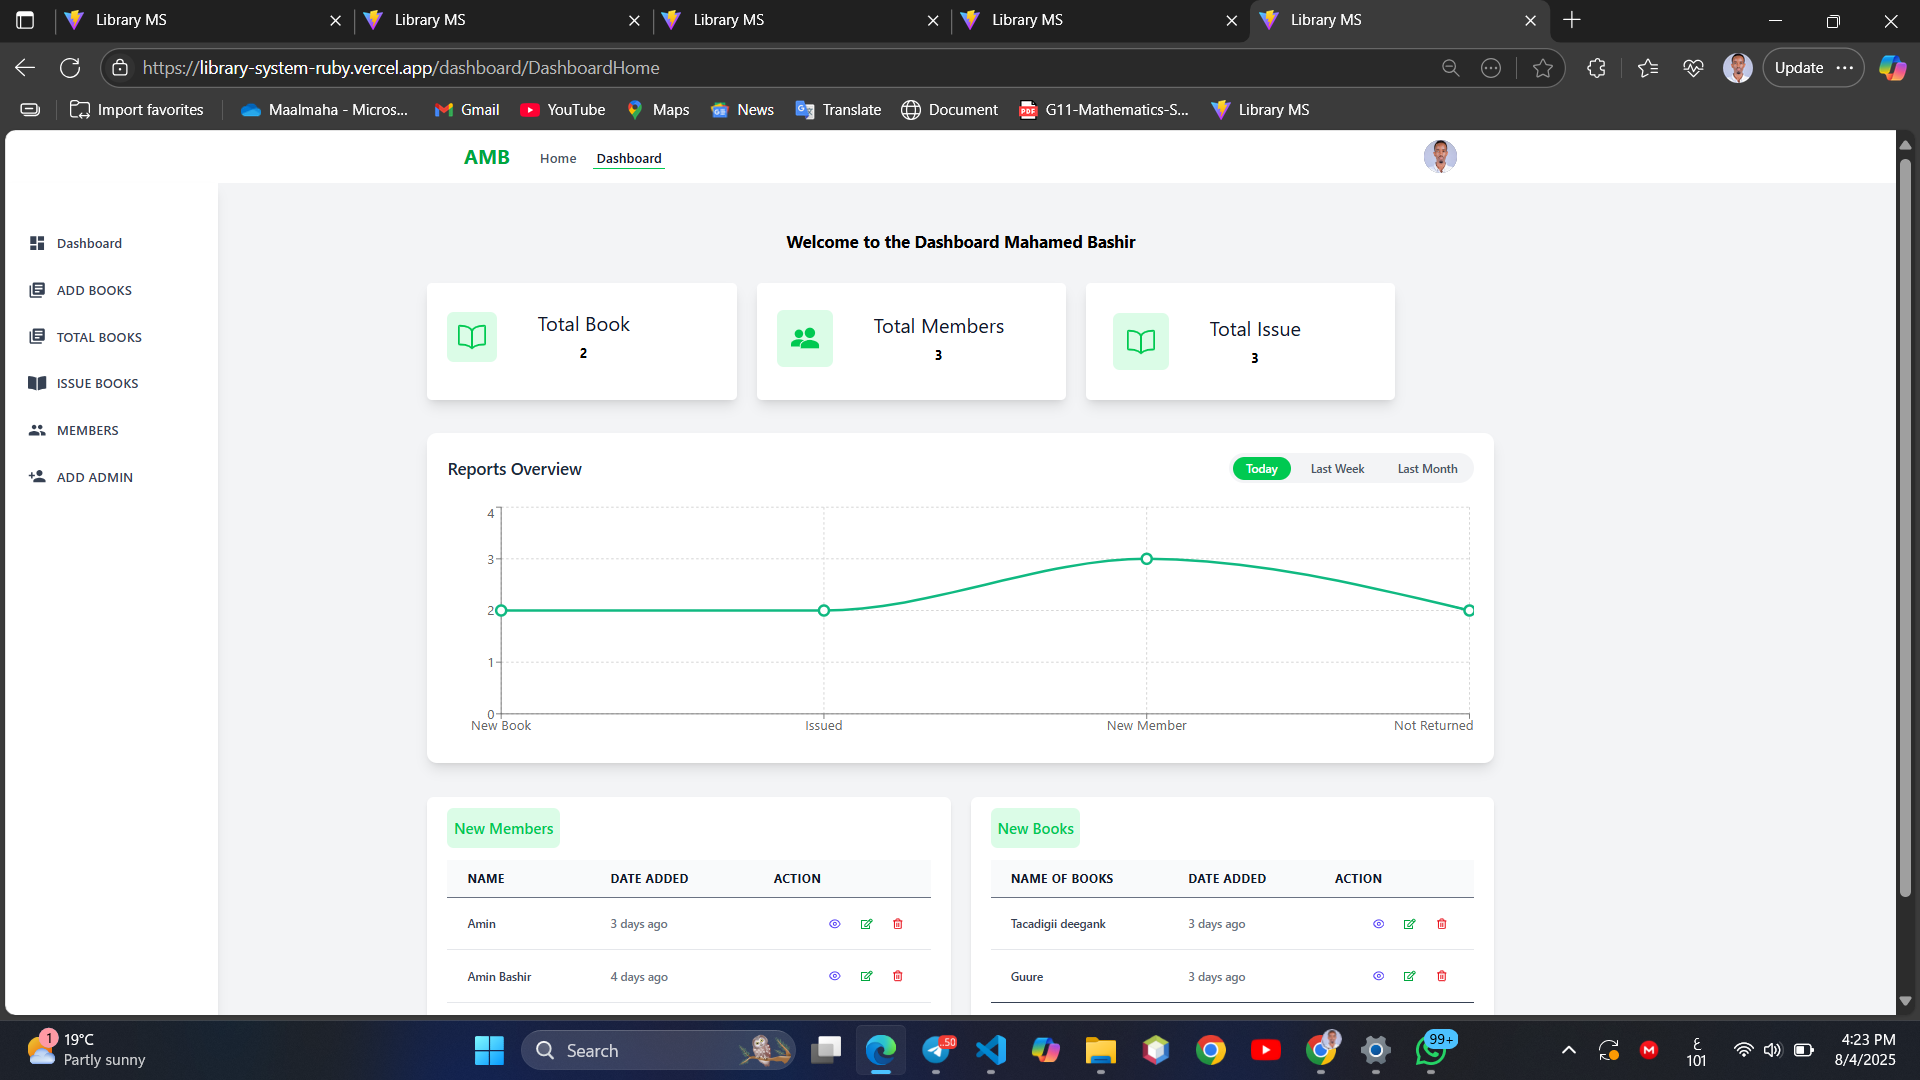 Library MS
Library MS
Library MS
Library MS
Library MS
https://library-system-ruby.vercel.app/dashboard/DashboardHome
Update
Import favorites
Maalmaha - Micros...
Gmail
YouTube
Maps
News
Translate
Document
G11-Mathematics-S...
Library MS
AMB
Home
Dashboard
Dashboard
ADD BOOKS
TOTAL BOOKS
ISSUE BOOKS
MEMBERS
ADD ADMIN
Welcome to the Dashboard Mahamed Bashir
Total Book
2
Total Members
3
Total Issue
3
Reports Overview
Today
Last Week
Last Month
4
3
2
1
0
New Book
Issued
New Member
Not Returned
New Members
NAME DATE ADDED ACTION
Amin 3 days ago
Amin Bashir 4 days ago
New Books
NAME OF BOOKS DATE ADDED ACTION
Tacadigii deegank 3 days ago
Guure 3 days ago
1
19°C
Partly sunny
Search
..50
99+
ع
101
4:23 PM
8/4/2025